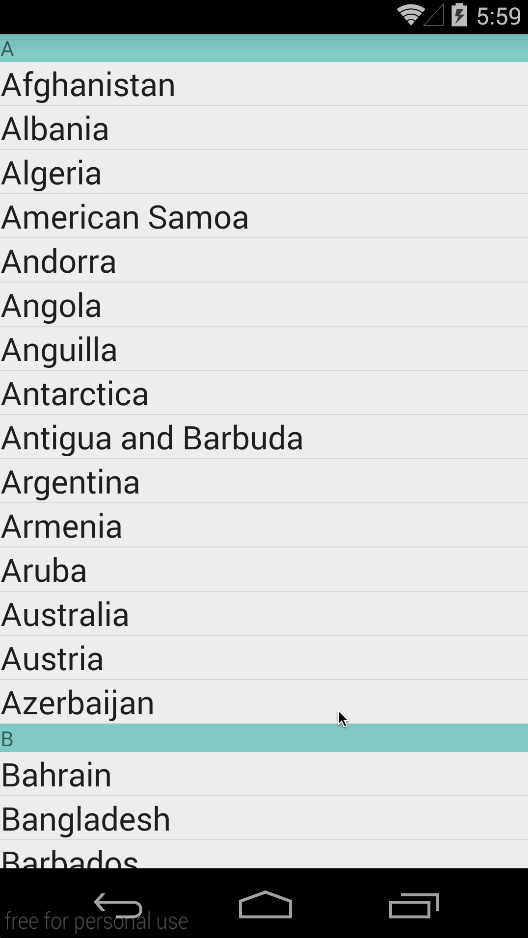 5:59
A
Afghanistan
Albania
Algeria
American Samoa
Andorra
Angola
Anguilla
Antarctica
Antigua and Barbuda
Argentina
Armenia
Aruba
Australia
Austria
Azerbaijan
B
Bahrain
Bangladesh
Barbados
free for personal use